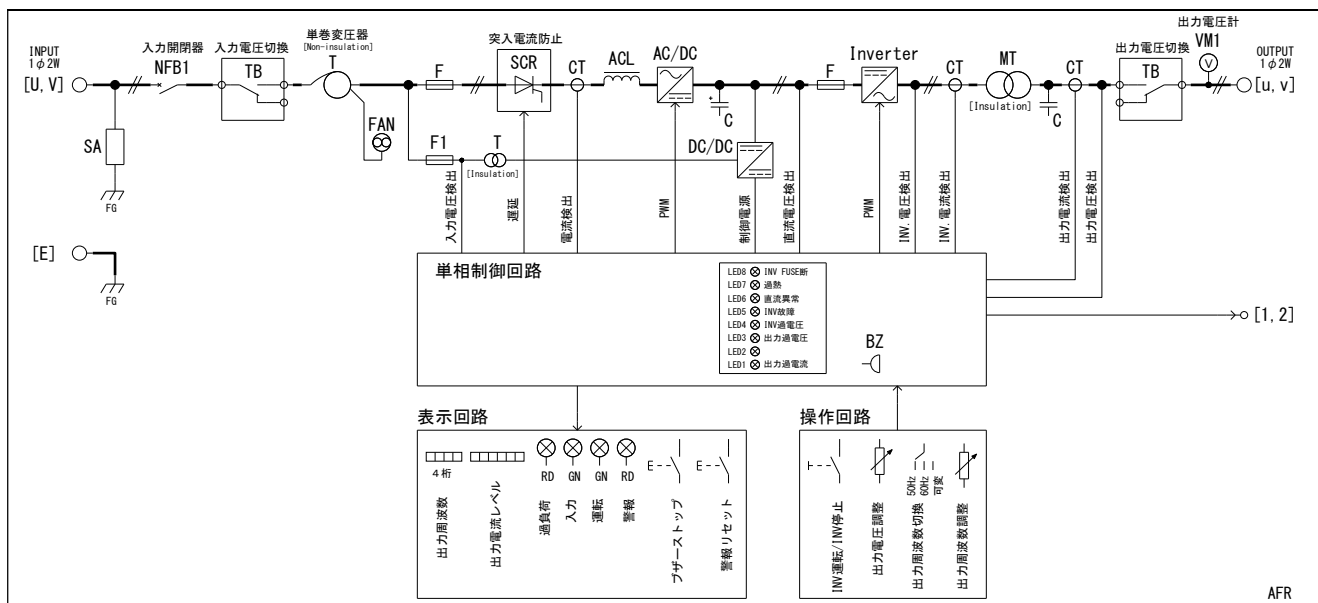 INPUT
1φ2W
[U, V]
入力開閉器
NFB1
入力電圧切換
TB
単巻変圧器
[Non-insulation]
T
F
突入電流防止
SCR
CT
ACL
AC/DC
C
F
Inverter
CT
MT
[Insulation]
CT
C
出力電圧切換
TB
出力電圧計
VM1
V
OUTPUT
1φ2W
[u, v]
SA
FG
FAN
F1
T
[Insulation]
DC/DC
[E]
FG
入力電圧検出
遅延
電流検出
PWM
制御電源
直流電圧検出
PWM
INV. 電圧検出
INV. 電流検出
出力電流検出
出力電圧検出
単相制御回路
LED8 INV FUSE断
LED7 過熱
LED6 直流異常
LED5 INV故障
LED4 INV過電圧
LED3 出力過電圧
LED2
LED1 出力過電流
BZ
[1, 2]
表示回路
4桁
出力周波数
出力電流レベル
RD
過負荷
GN
入力
GN
運転
RD
警報
E
ブザーストップ
E
警報リセット
操作回路
INV運転/INV停止
出力電圧調整
50Hz
60Hz
可変
出力周波数切換
出力周波数調整
AFR